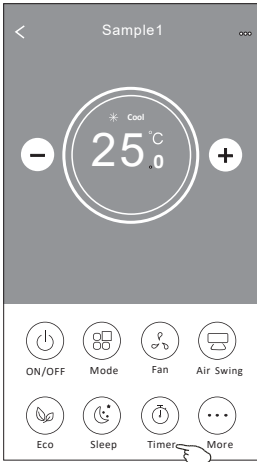 Sample1
Cool
25.0 °C
ON/OFF Mode Fan Air Swing
Eco Sleep Timer More